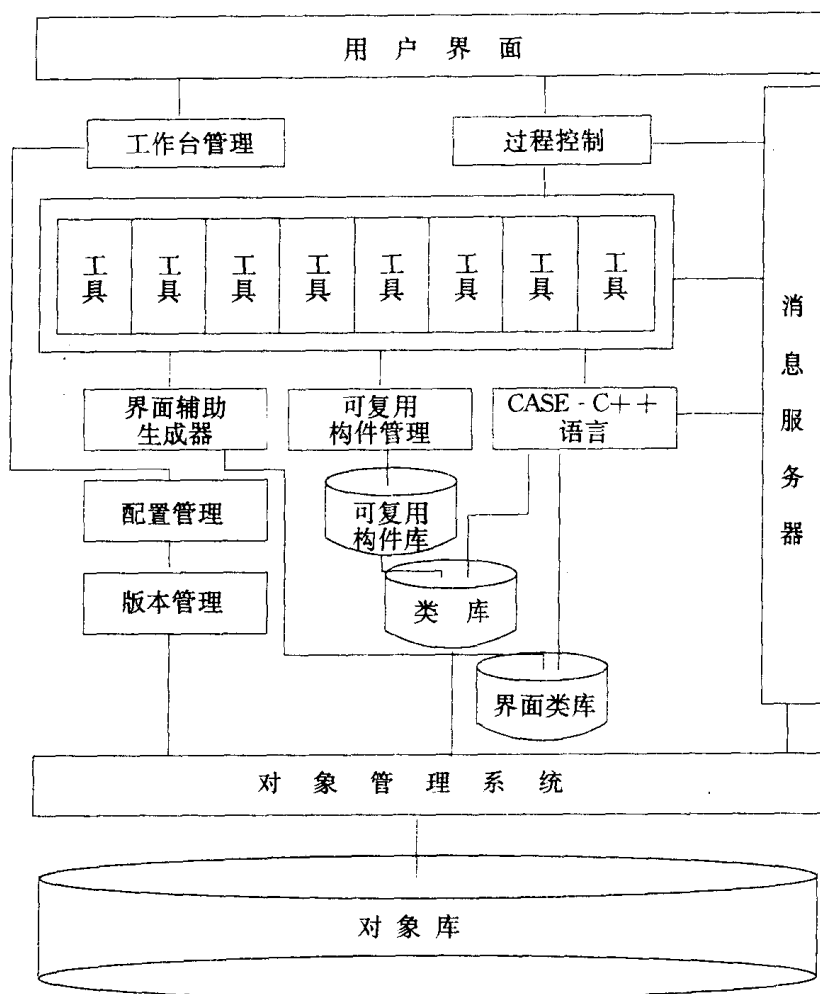 用户界面
工作台管理
过程控制
工具
工具
工具
工具
工具
工具
工具
工具
消息服务器
界面辅助
生成器
可复用
构件管理
CASE-C++
语言
配置管理
可复用
构件库
版本管理
类库
界面类库
对象管理系统
对象库